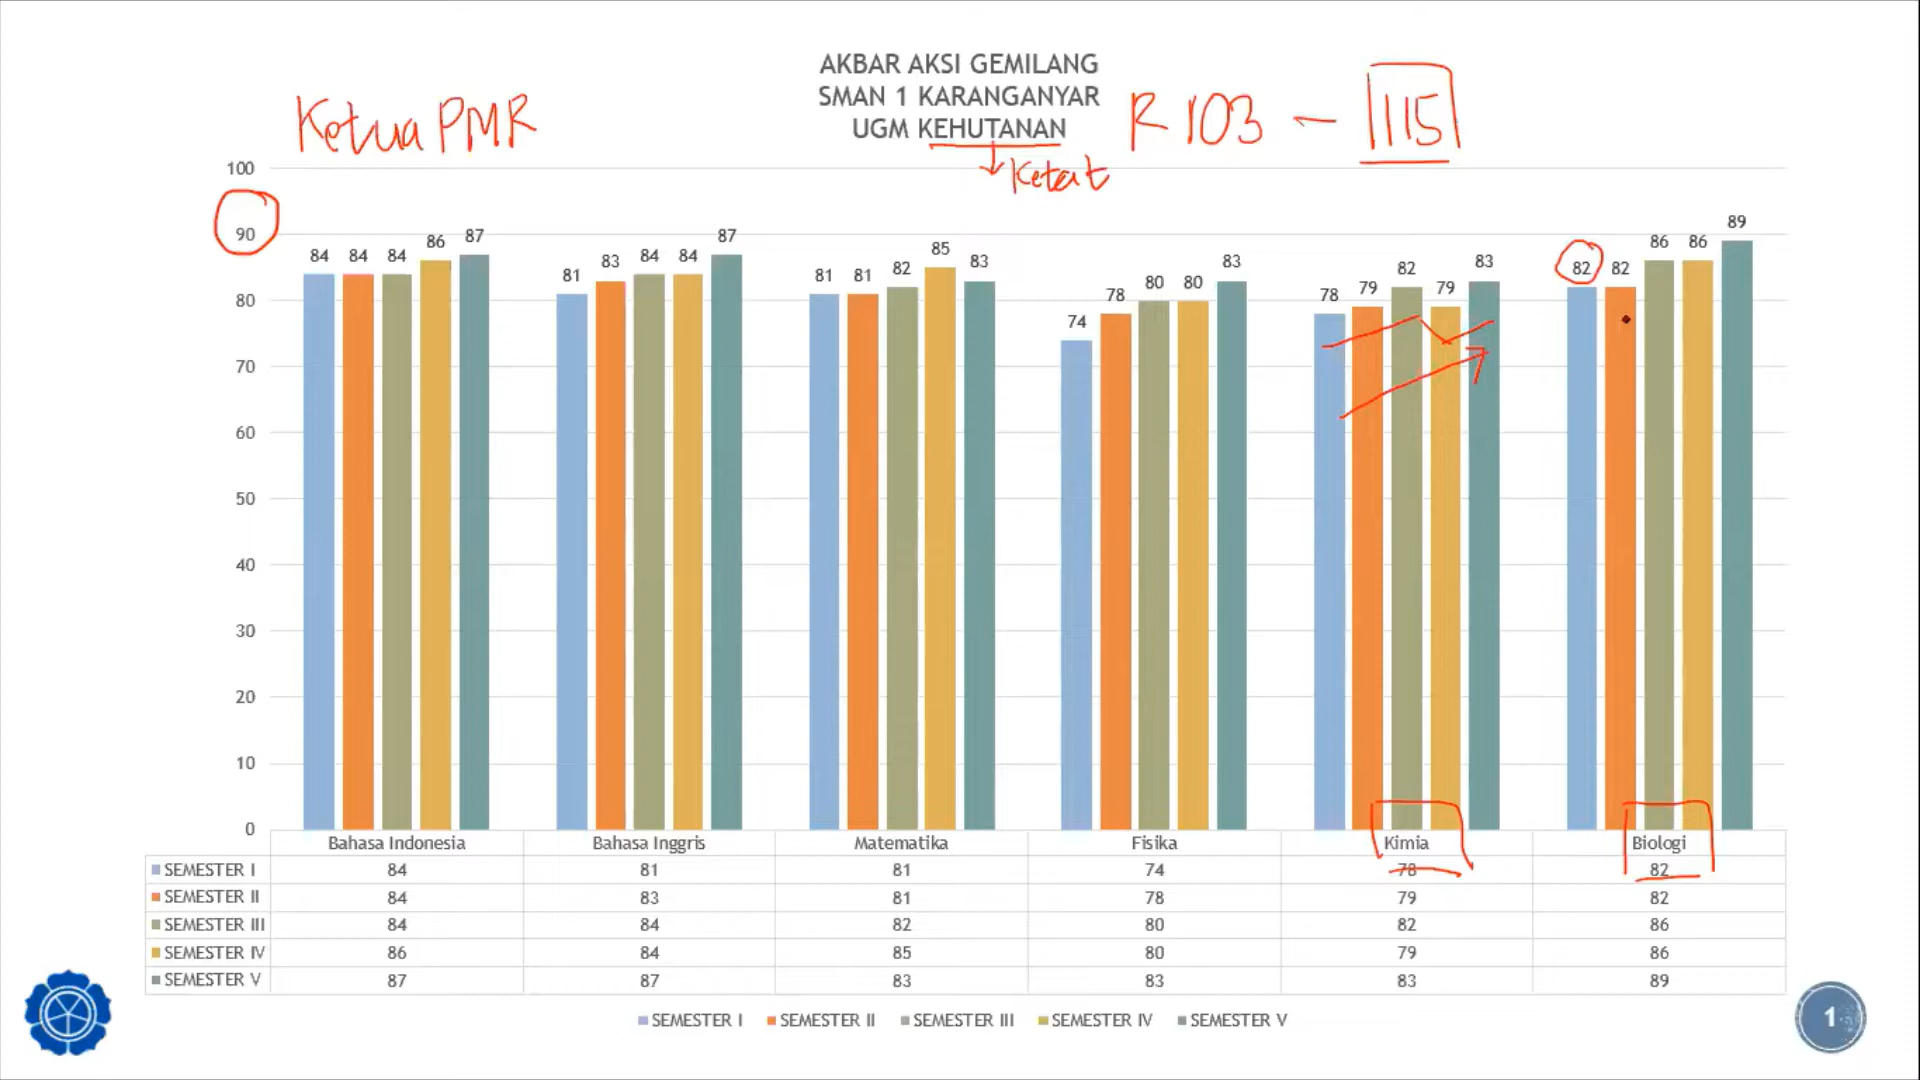 AKBAR AKSI GEMILANG
SMAN 1 KARANGANYAR
UGM KEHUTANAN
Ketua PMR
R 103 - 115
Ketat
100
90
80
70
60
50
40
30
20
10
0
84 84 84 86 87
81 83 84 84 87
81 81 82 85 83
74 78 80 80 83
78 79 82 79 83
82 82 86 86 89
Bahasa Indonesia Bahasa Inggris Matematika Fisika Kimia Biologi
SEMESTER I 84 81 81 74 78 82
SEMESTER II 84 83 81 78 79 82
SEMESTER III 84 84 82 80 82 86
SEMESTER IV 86 84 85 80 79 86
SEMESTER V 87 87 83 83 83 89
SEMESTER I SEMESTER II SEMESTER III SEMESTER IV SEMESTER V
1